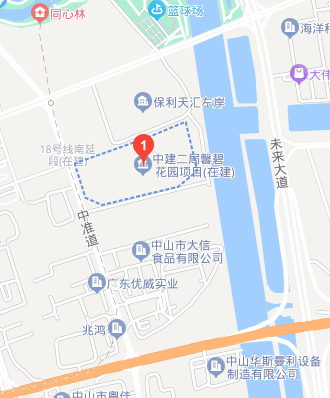 篮球场
同心林
海洋科
大伟
保利天汇左岸
18号线南延
段(在建)
1
中建二局馨碧
花园项目(在建)
未来大道
中准道
中山市大信
食品有限公司
广东优威实业
兆鸿
中山华斯曼利设备
制造有限公司
中山市粤佳